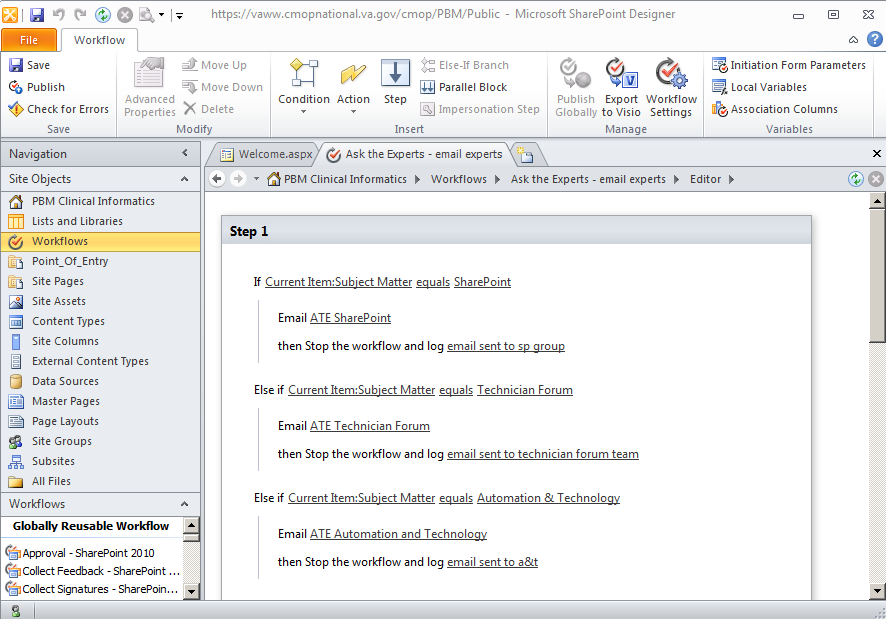 https://vaww.cmopnational.va.gov/cmop/PBM/Public - Microsoft SharePoint Designer
File
Workflow
Save
Publish
Check for Errors
Save
Advanced Properties
Move Up
Move Down
Delete
Modify
Condition
Action
Step
Else-If Branch
Parallel Block
Impersonation Step
Insert
Publish Globally
Export to Visio
Workflow Settings
Manage
Initiation Form Parameters
Local Variables
Association Columns
Variables
Navigation
Site Objects
PBM Clinical Informatics
Lists and Libraries
Workflows
Point_Of_Entry
Site Pages
Site Assets
Content Types
Site Columns
External Content Types
Data Sources
Master Pages
Page Layouts
Site Groups
Subsites
All Files
Workflows
Globally Reusable Workflow
Approval - SharePoint 2010
Collect Feedback - SharePoint ...
Collect Signatures - SharePoin...
Welcome.aspx
Ask the Experts - email experts
PBM Clinical Informatics
Workflows
Ask the Experts - email experts
Editor
Step 1
If Current Item:Subject Matter equals SharePoint
Email ATE SharePoint
then Stop the workflow and log email sent to sp group
Else if Current Item:Subject Matter equals Technician Forum
Email ATE Technician Forum
then Stop the workflow and log email sent to technician forum team
Else if Current Item:Subject Matter equals Automation & Technology
Email ATE Automation and Technology
then Stop the workflow and log email sent to a&t